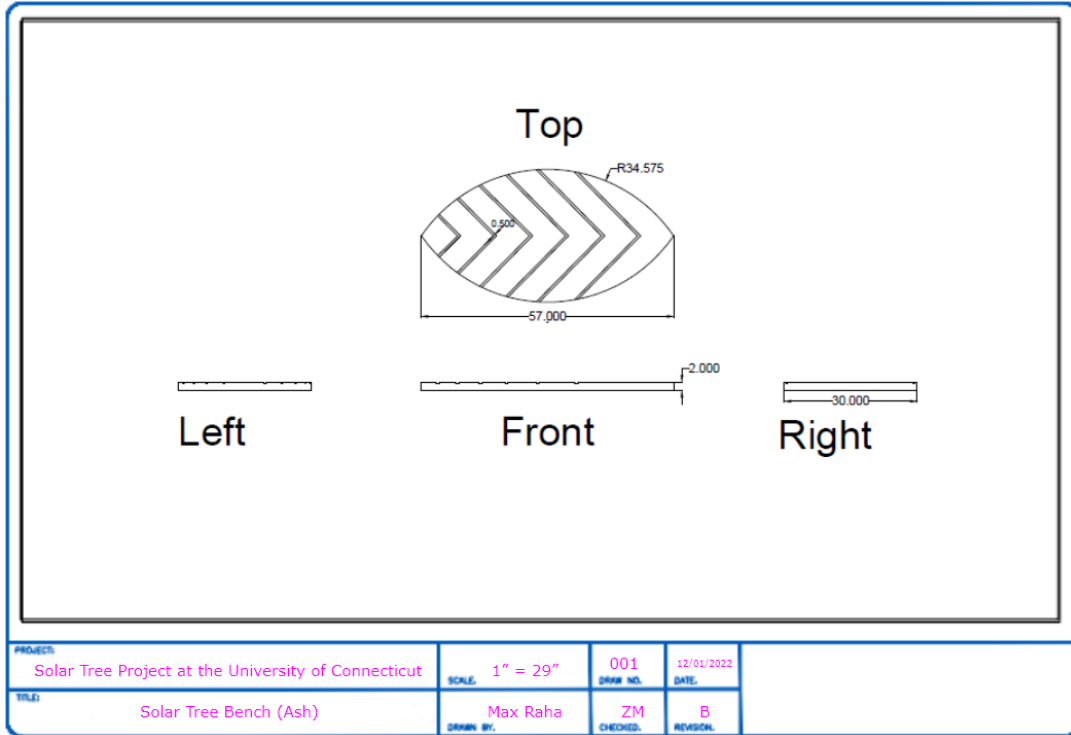 Top
R34.575
0.500
57.000
2.000
30.000
Left
Front
Right
PROJECT:
Solar Tree Project at the University of Connecticut
SCALE. 1" = 29"
001
DRAW NO.
12/01/2022
DATE.
TITLE:
Solar Tree Bench (Ash)
Max Raha
DRAWN BY.
ZM
CHECKED.
B
REVISION.